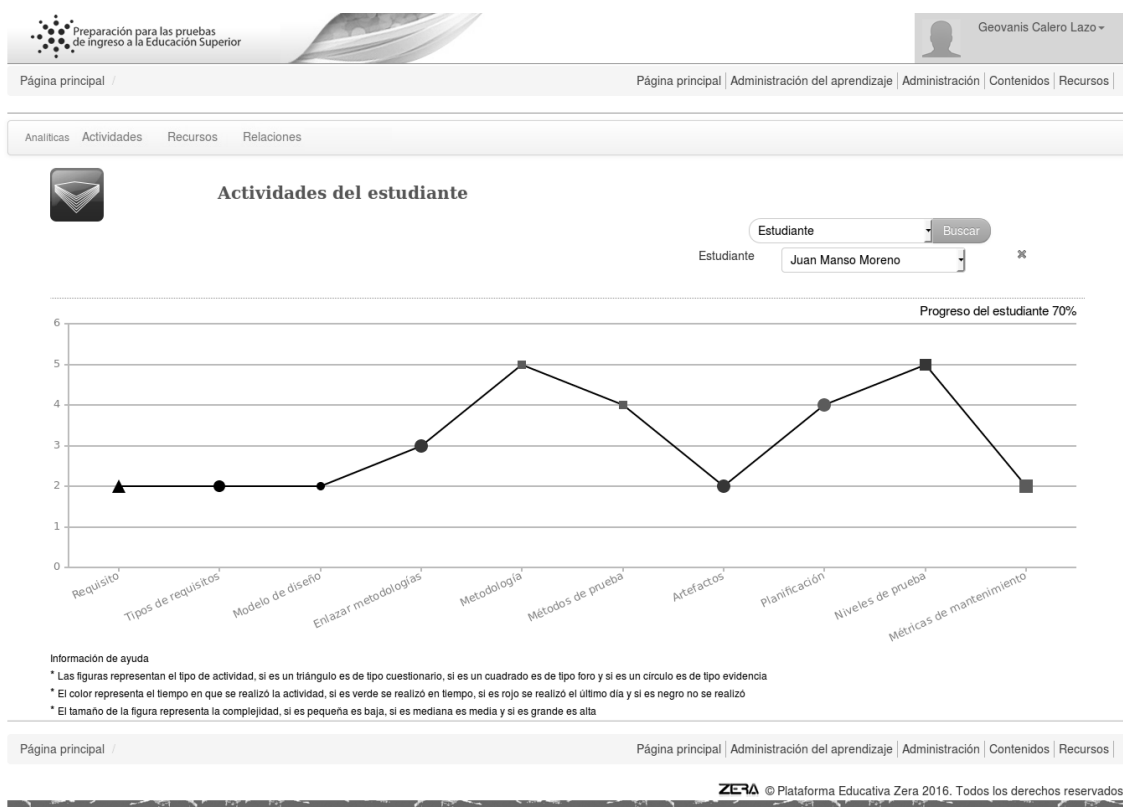 Preparación para las pruebas
de ingreso a la Educación Superior
Geovanis Calero Lazo
Página principal /
Página principal | Administración del aprendizaje | Administración | Contenidos | Recursos |
Analíticas Actividades Recursos Relaciones
Actividades del estudiante
Estudiante Buscar
Estudiante Juan Manso Moreno
Progreso del estudiante 70%
6
5
4
3
2
1
0
Requisito
Tipos de requisitos
Modelo de diseño
Enlazar metodologías
Metodología
Métodos de prueba
Artefactos
Planificación
Niveles de prueba
Métricas de mantenimiento
Información de ayuda
* Las figuras representan el tipo de actividad, si es un triángulo es de tipo cuestionario, si es un cuadrado es de tipo foro y si es un círculo es de tipo evidencia
* El color representa el tiempo en que se realizó la actividad, si es verde se realizó en tiempo, si es rojo se realizó el último día y si es negro no se realizó
* El tamaño de la figura representa la complejidad, si es pequeña es baja, si es mediana es media y si es grande es alta
Página principal /
Página principal | Administración del aprendizaje | Administración | Contenidos | Recursos |
ZERA © Plataforma Educativa Zera 2016. Todos los derechos reservados